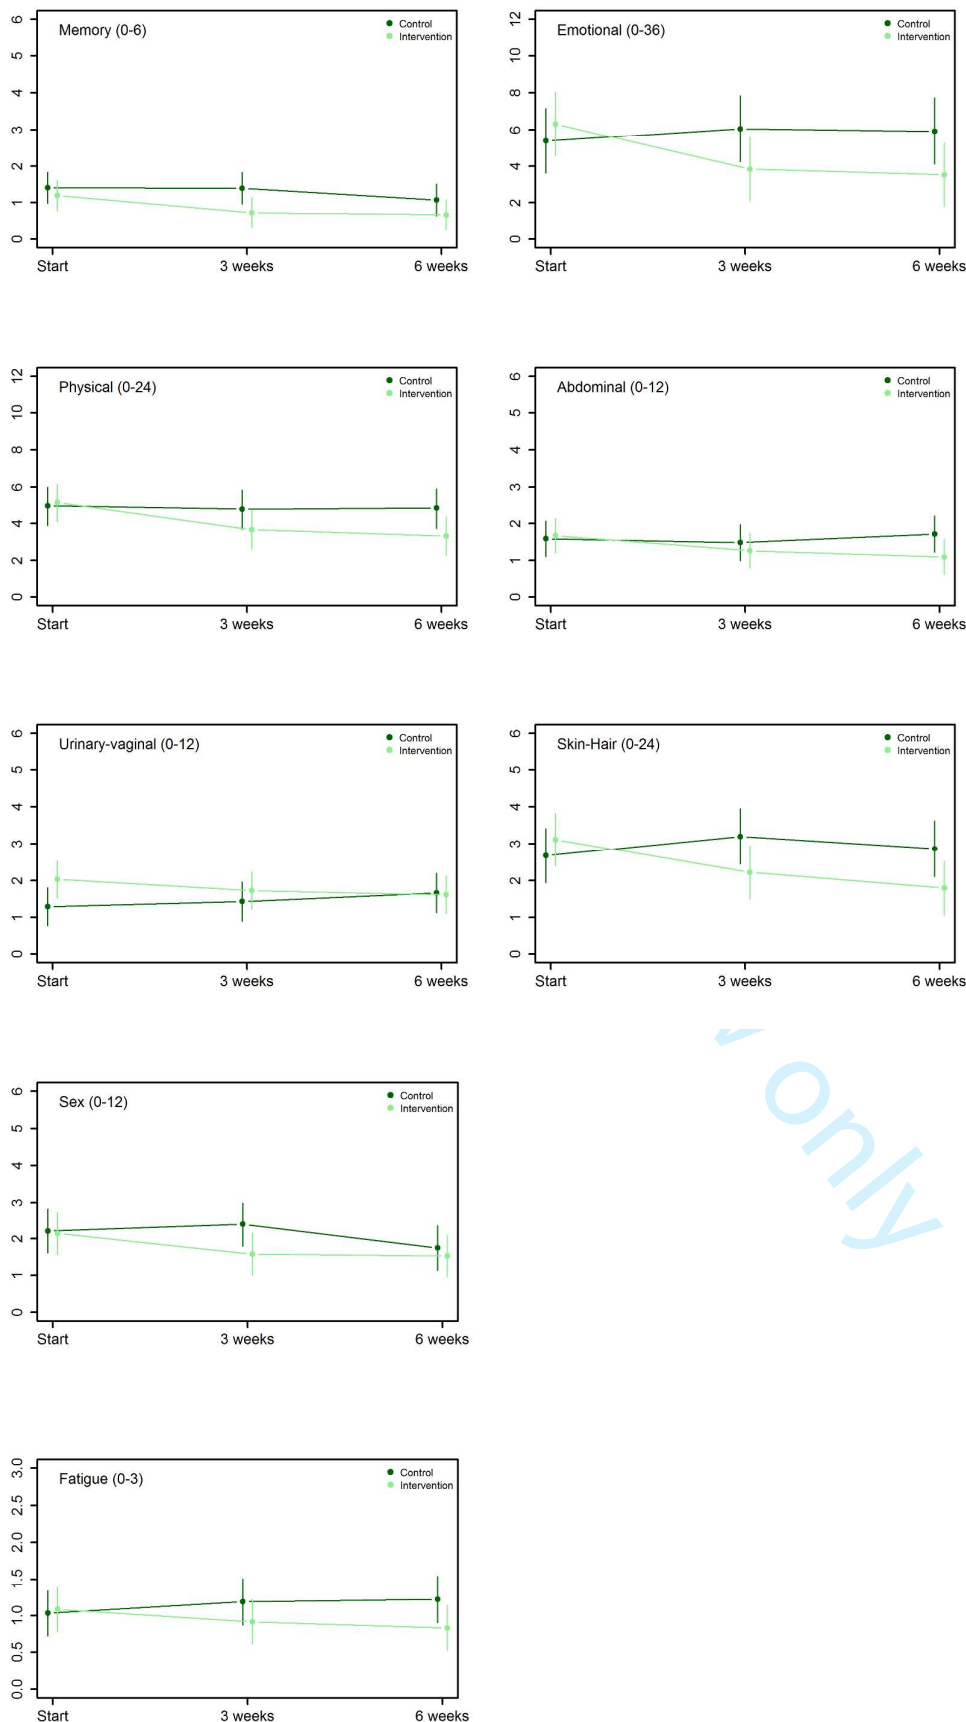 Memory (0-6)
Control
Intervention
6
5
4
3
2
1
0
Start
3 weeks
6 weeks
Emotional (0-36)
Control
Intervention
12
10
8
6
4
2
0
Start
3 weeks
6 weeks
Physical (0-24)
Control
Intervention
12
10
8
6
4
2
0
Start
3 weeks
6 weeks
Abdominal (0-12)
Control
Intervention
6
5
4
3
2
1
0
Start
3 weeks
6 weeks
Urinary-vaginal (0-12)
Control
Intervention
6
5
4
3
2
1
0
Start
3 weeks
6 weeks
Skin-Hair (0-24)
Control
Intervention
6
5
4
3
2
1
0
Start
3 weeks
6 weeks
only
Sex (0-12)
Control
Intervention
6
5
4
3
2
1
0
Start
3 weeks
6 weeks
Fatigue (0-3)
Control
Intervention
3.0
2.5
2.0
1.5
1.0
0.5
0.0
Start
3 weeks
6 weeks